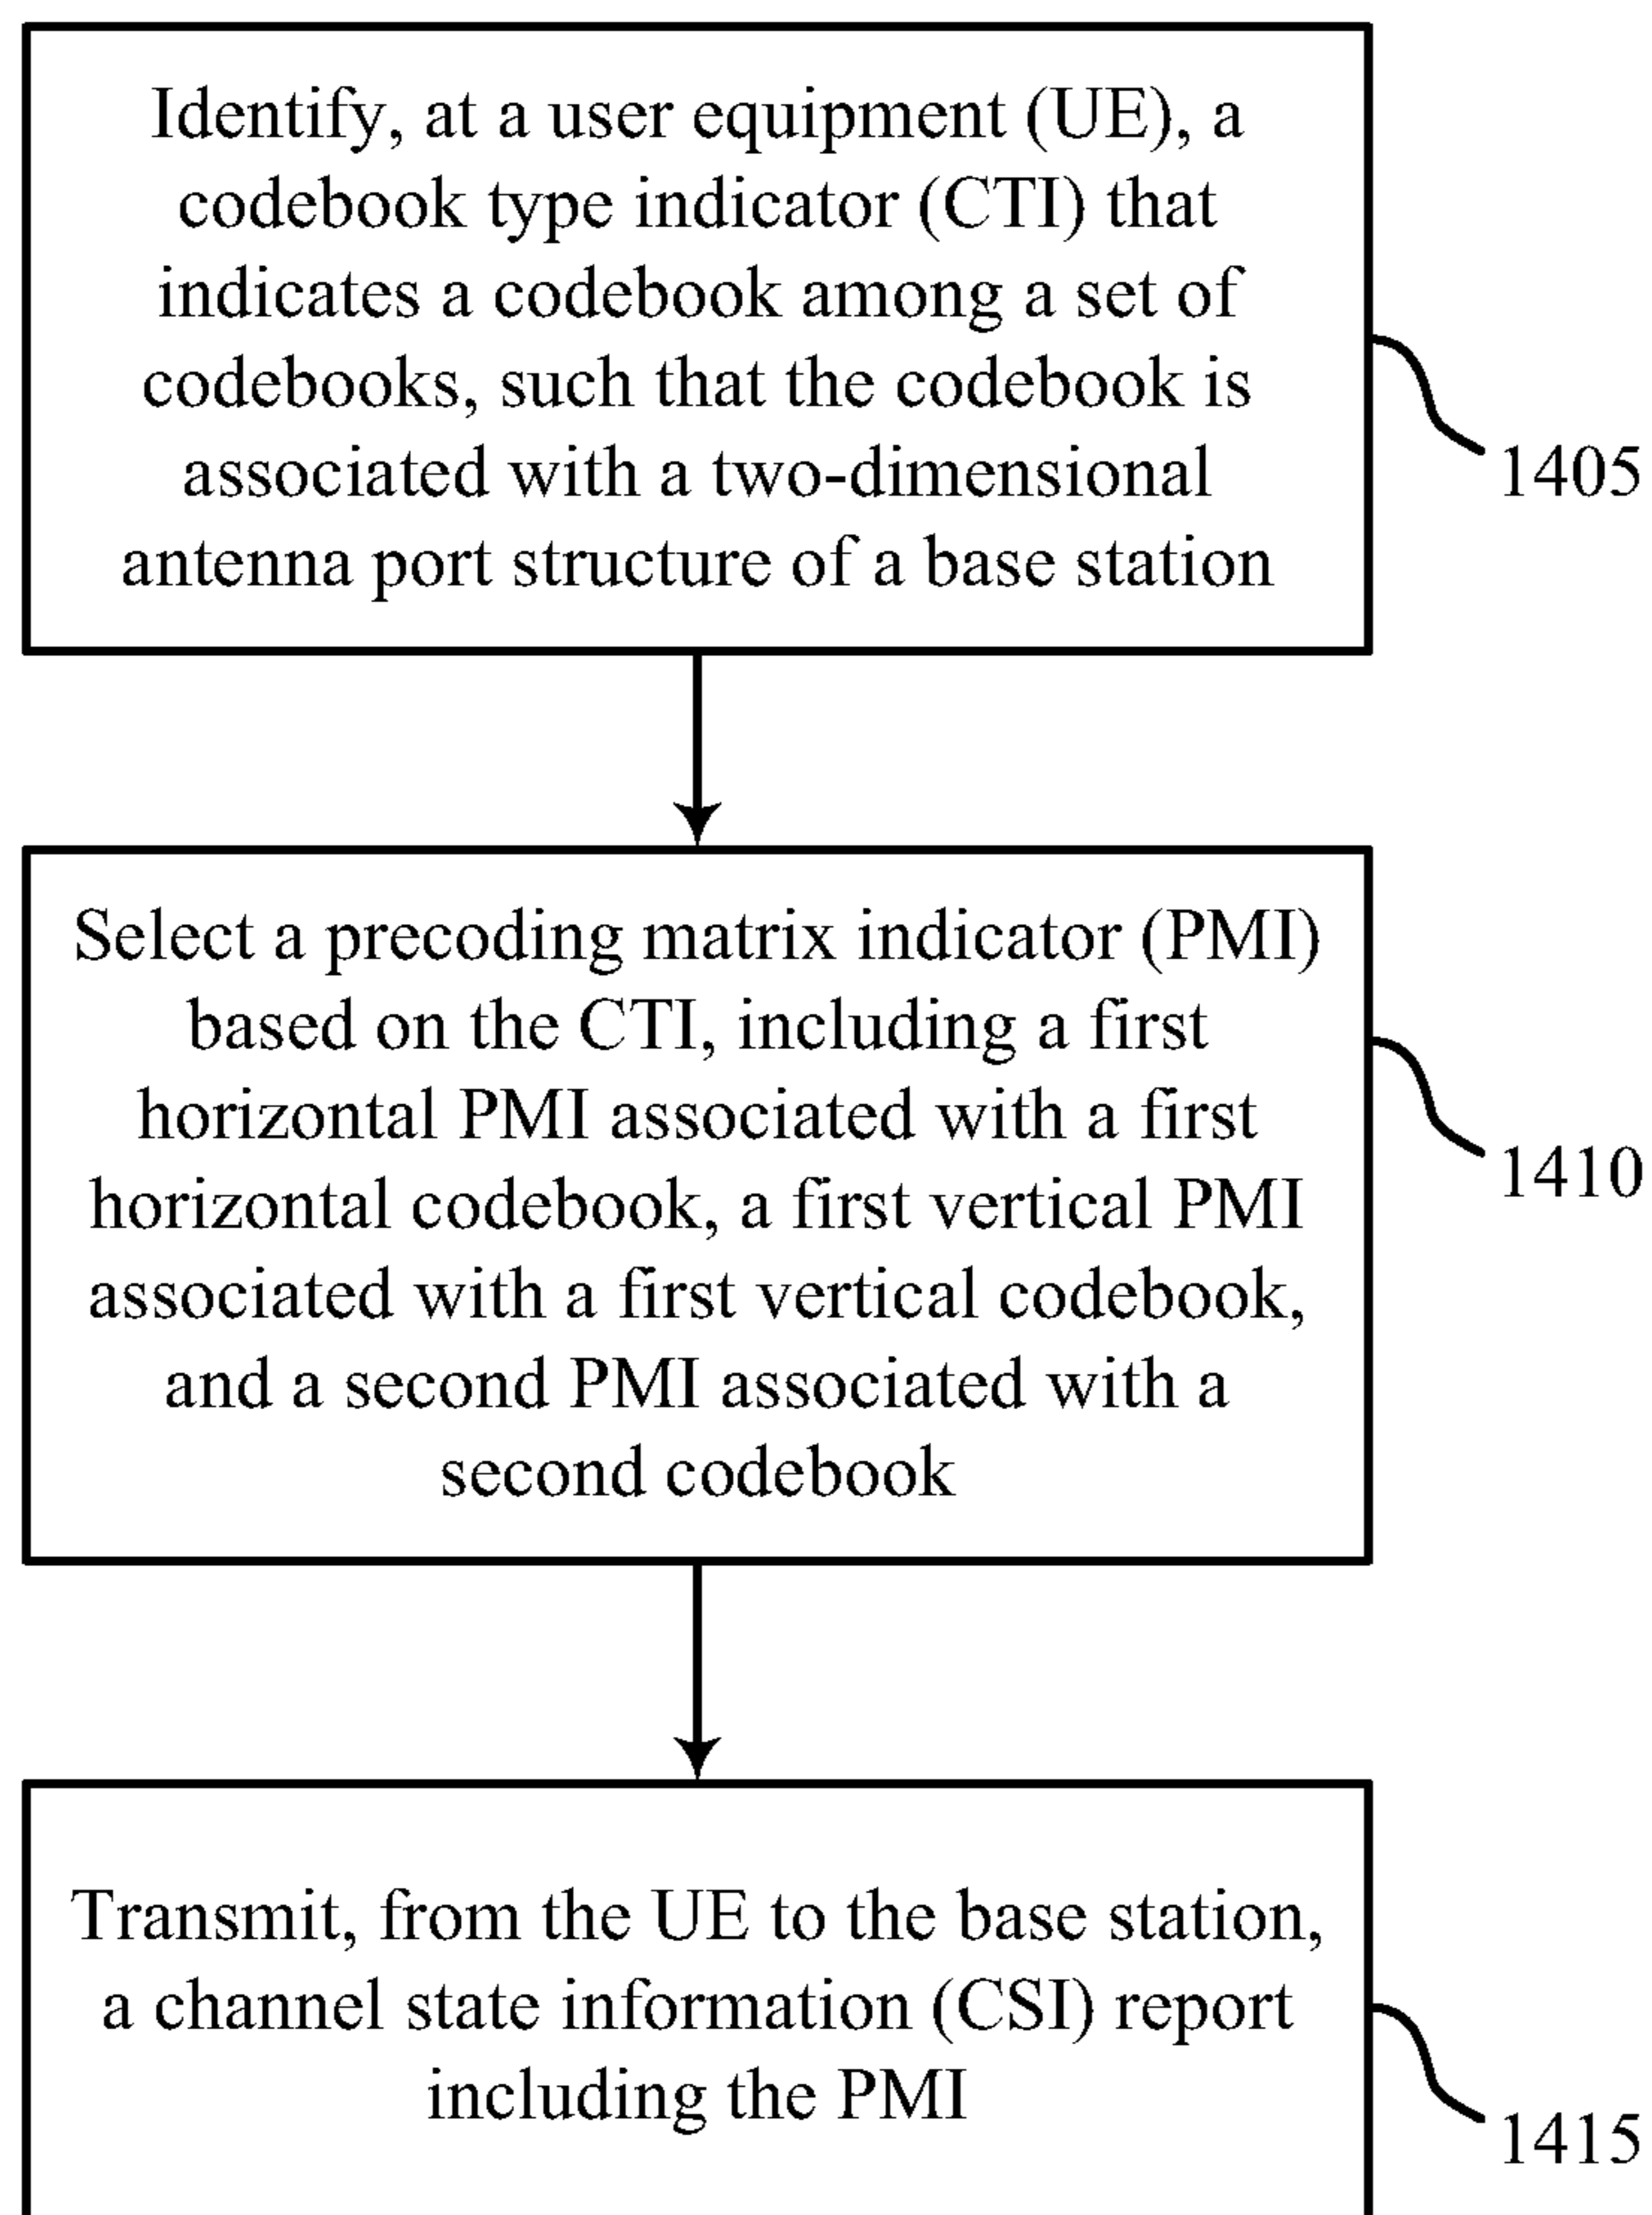 Identify, at a user equipment (UE), a
codebook type indicator (CTI) that
indicates a codebook among a set of
codebooks, such that the codebook is
associated with a two-dimensional
antenna port structure of a base station
1405
Select a precoding matrix indicator (PMI)
based on the CTI, including a first
horizontal PMI associated with a first
horizontal codebook, a first vertical PMI
associated with a first vertical codebook,
and a second PMI associated with a
second codebook
1410
Transmit, from the UE to the base station,
a channel state information (CSI) report
including the PMI
1415